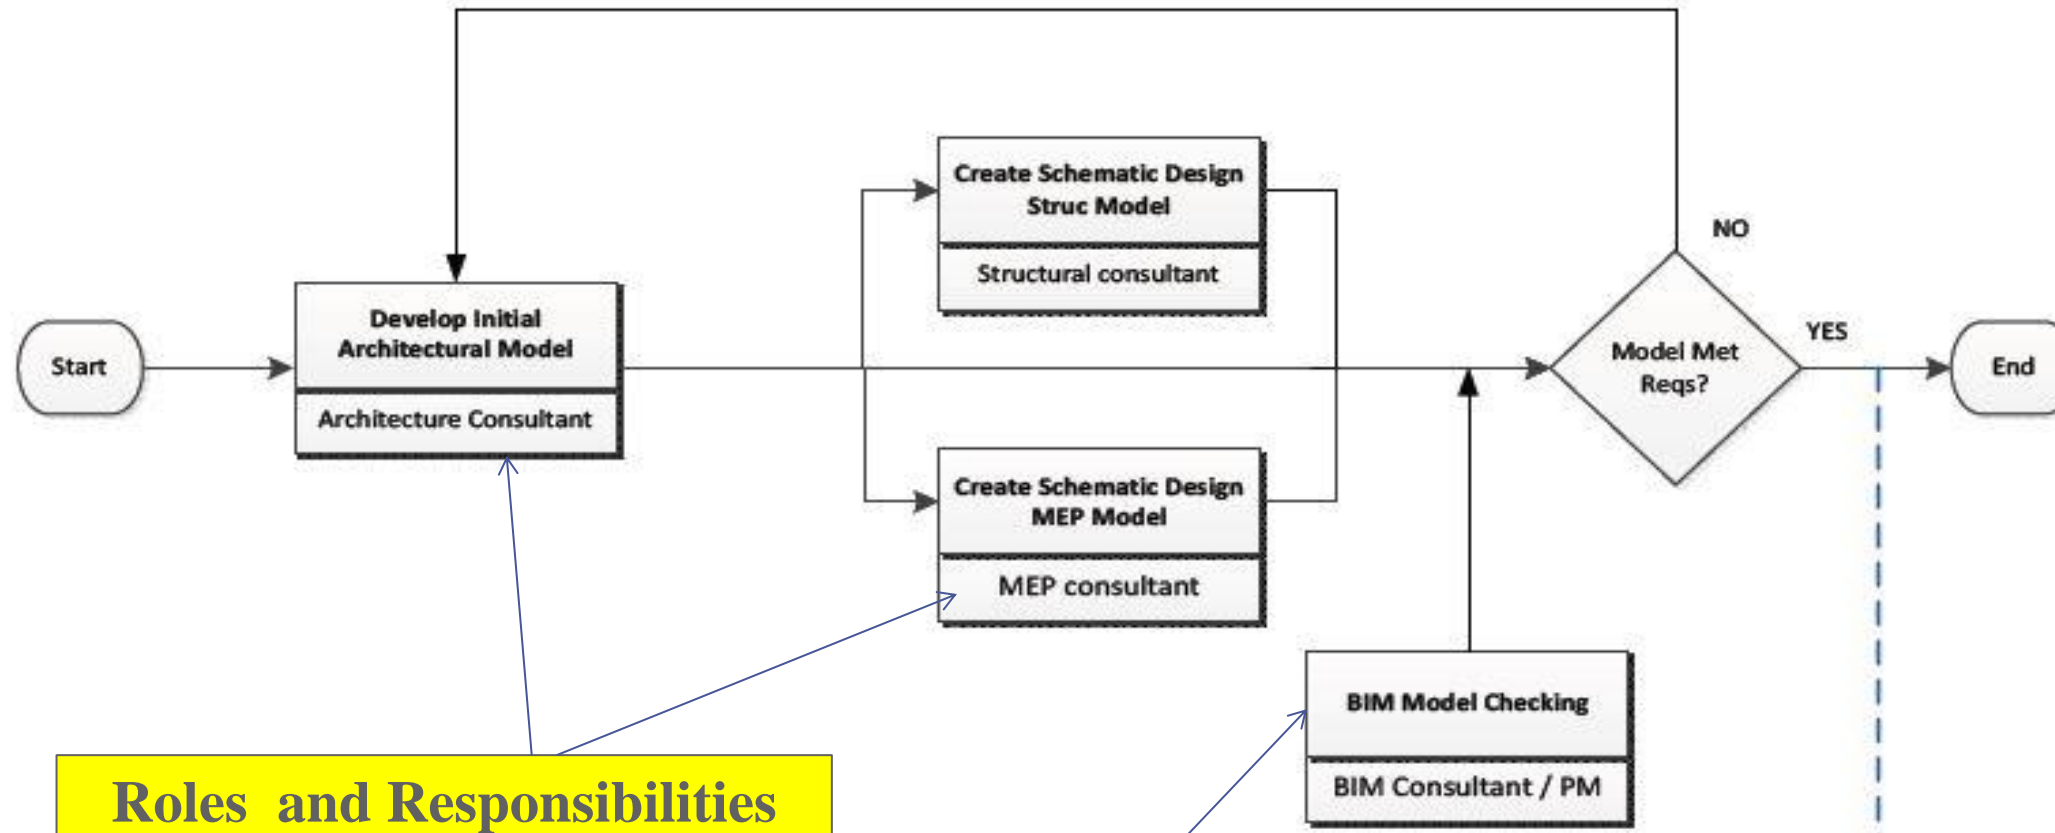 Create Schematic Design
Struc Model
Structural consultant
NO
Develop Initial
Architectural Model
Architecture Consultant
Start
Model Met
Reqs?
YES
End
Create Schematic Design
MEP Model
MEP consultant
BIM Model Checking
BIM Consultant / PM
Roles and Responsibilities